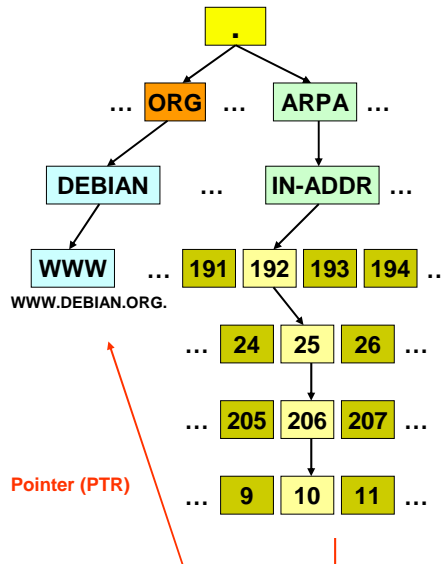 .
... ORG ... ARPA ...
DEBIAN ... IN-ADDR ...
WWW ... 191 192 193 194 ..
WWW.DEBIAN.ORG.
... 24 25 26 ...
... 205 206 207 ...
Pointer (PTR)
... 9 10 11 ...